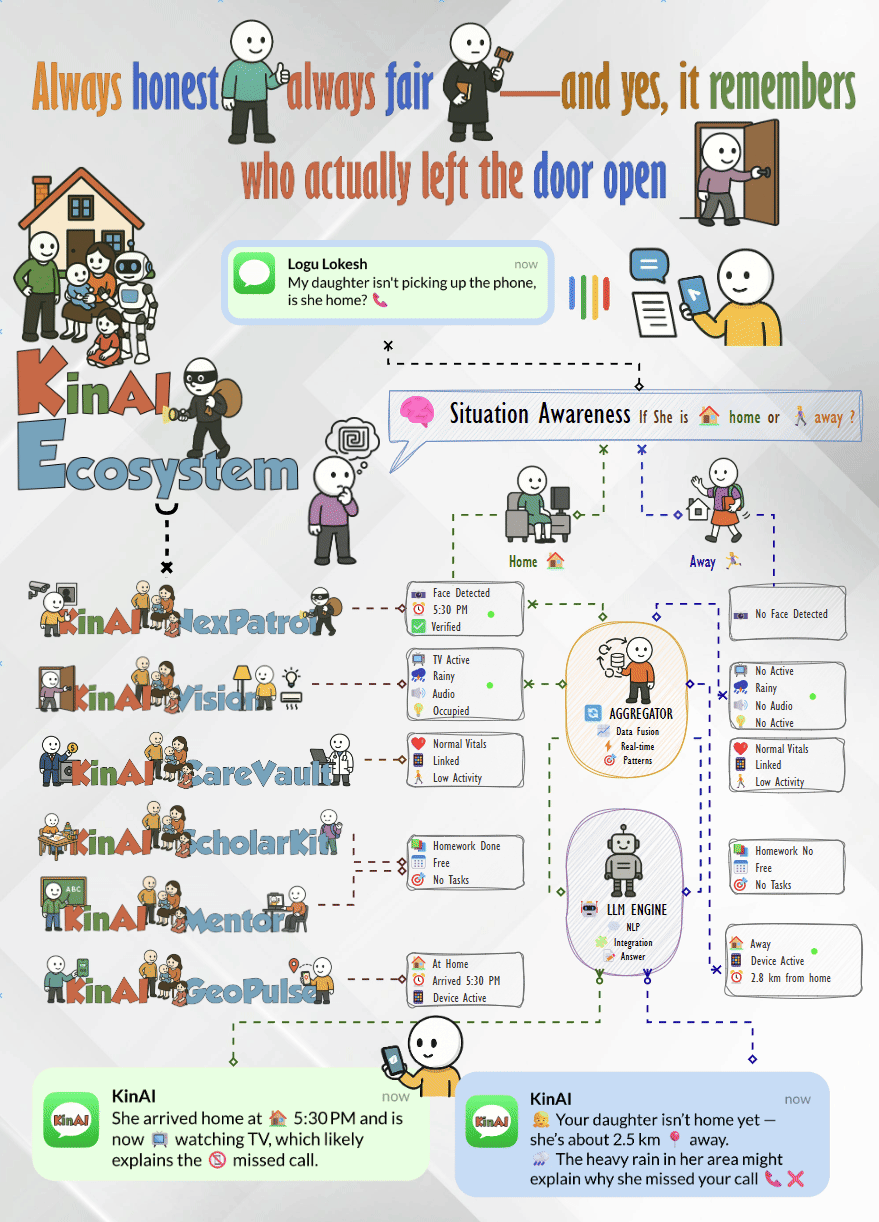 Always honest always fair —and yes, it remembers
who actually left the door open
Logu Lokesh now
My daughter isn't picking up the phone,
is she home? 📞
KinAI
Ecosystem
Situation Awareness If She is 🏠 home or 🚶 away ?
Home 🏠
Away 🏃
KinAI NexPatrol
Face Detected
5:30 PM
Verified
No Face Detected
KinAI Vision
TV Active
Rainy
Audio
Occupied
AGGREGATOR
Data Fusion
Real-time
Patterns
No Active
Rainy
No Audio
No Active
KinAI CareVault
Normal Vitals
Linked
Low Activity
Normal Vitals
Linked
Low Activity
KinAI ScholarKit
ABC
KinAI Mentor
Homework Done
Free
No Tasks
LLM ENGINE
NLP
Integration
Answer
Homework No
Free
No Tasks
KinAI GeoPulse
At Home
Arrived 5:30 PM
Device Active
Away
Device Active
2.8 km from home
KinAI
KinAI now
She arrived home at 🏠 5:30 PM and is
now 📺 watching TV, which likely
explains the 📵 missed call.
KinAI
KinAI now
👧 Your daughter isn't home yet —
she's about 2.5 km 📍 away.
🌧 The heavy rain in her area might
explain why she missed your call 📞 ❌